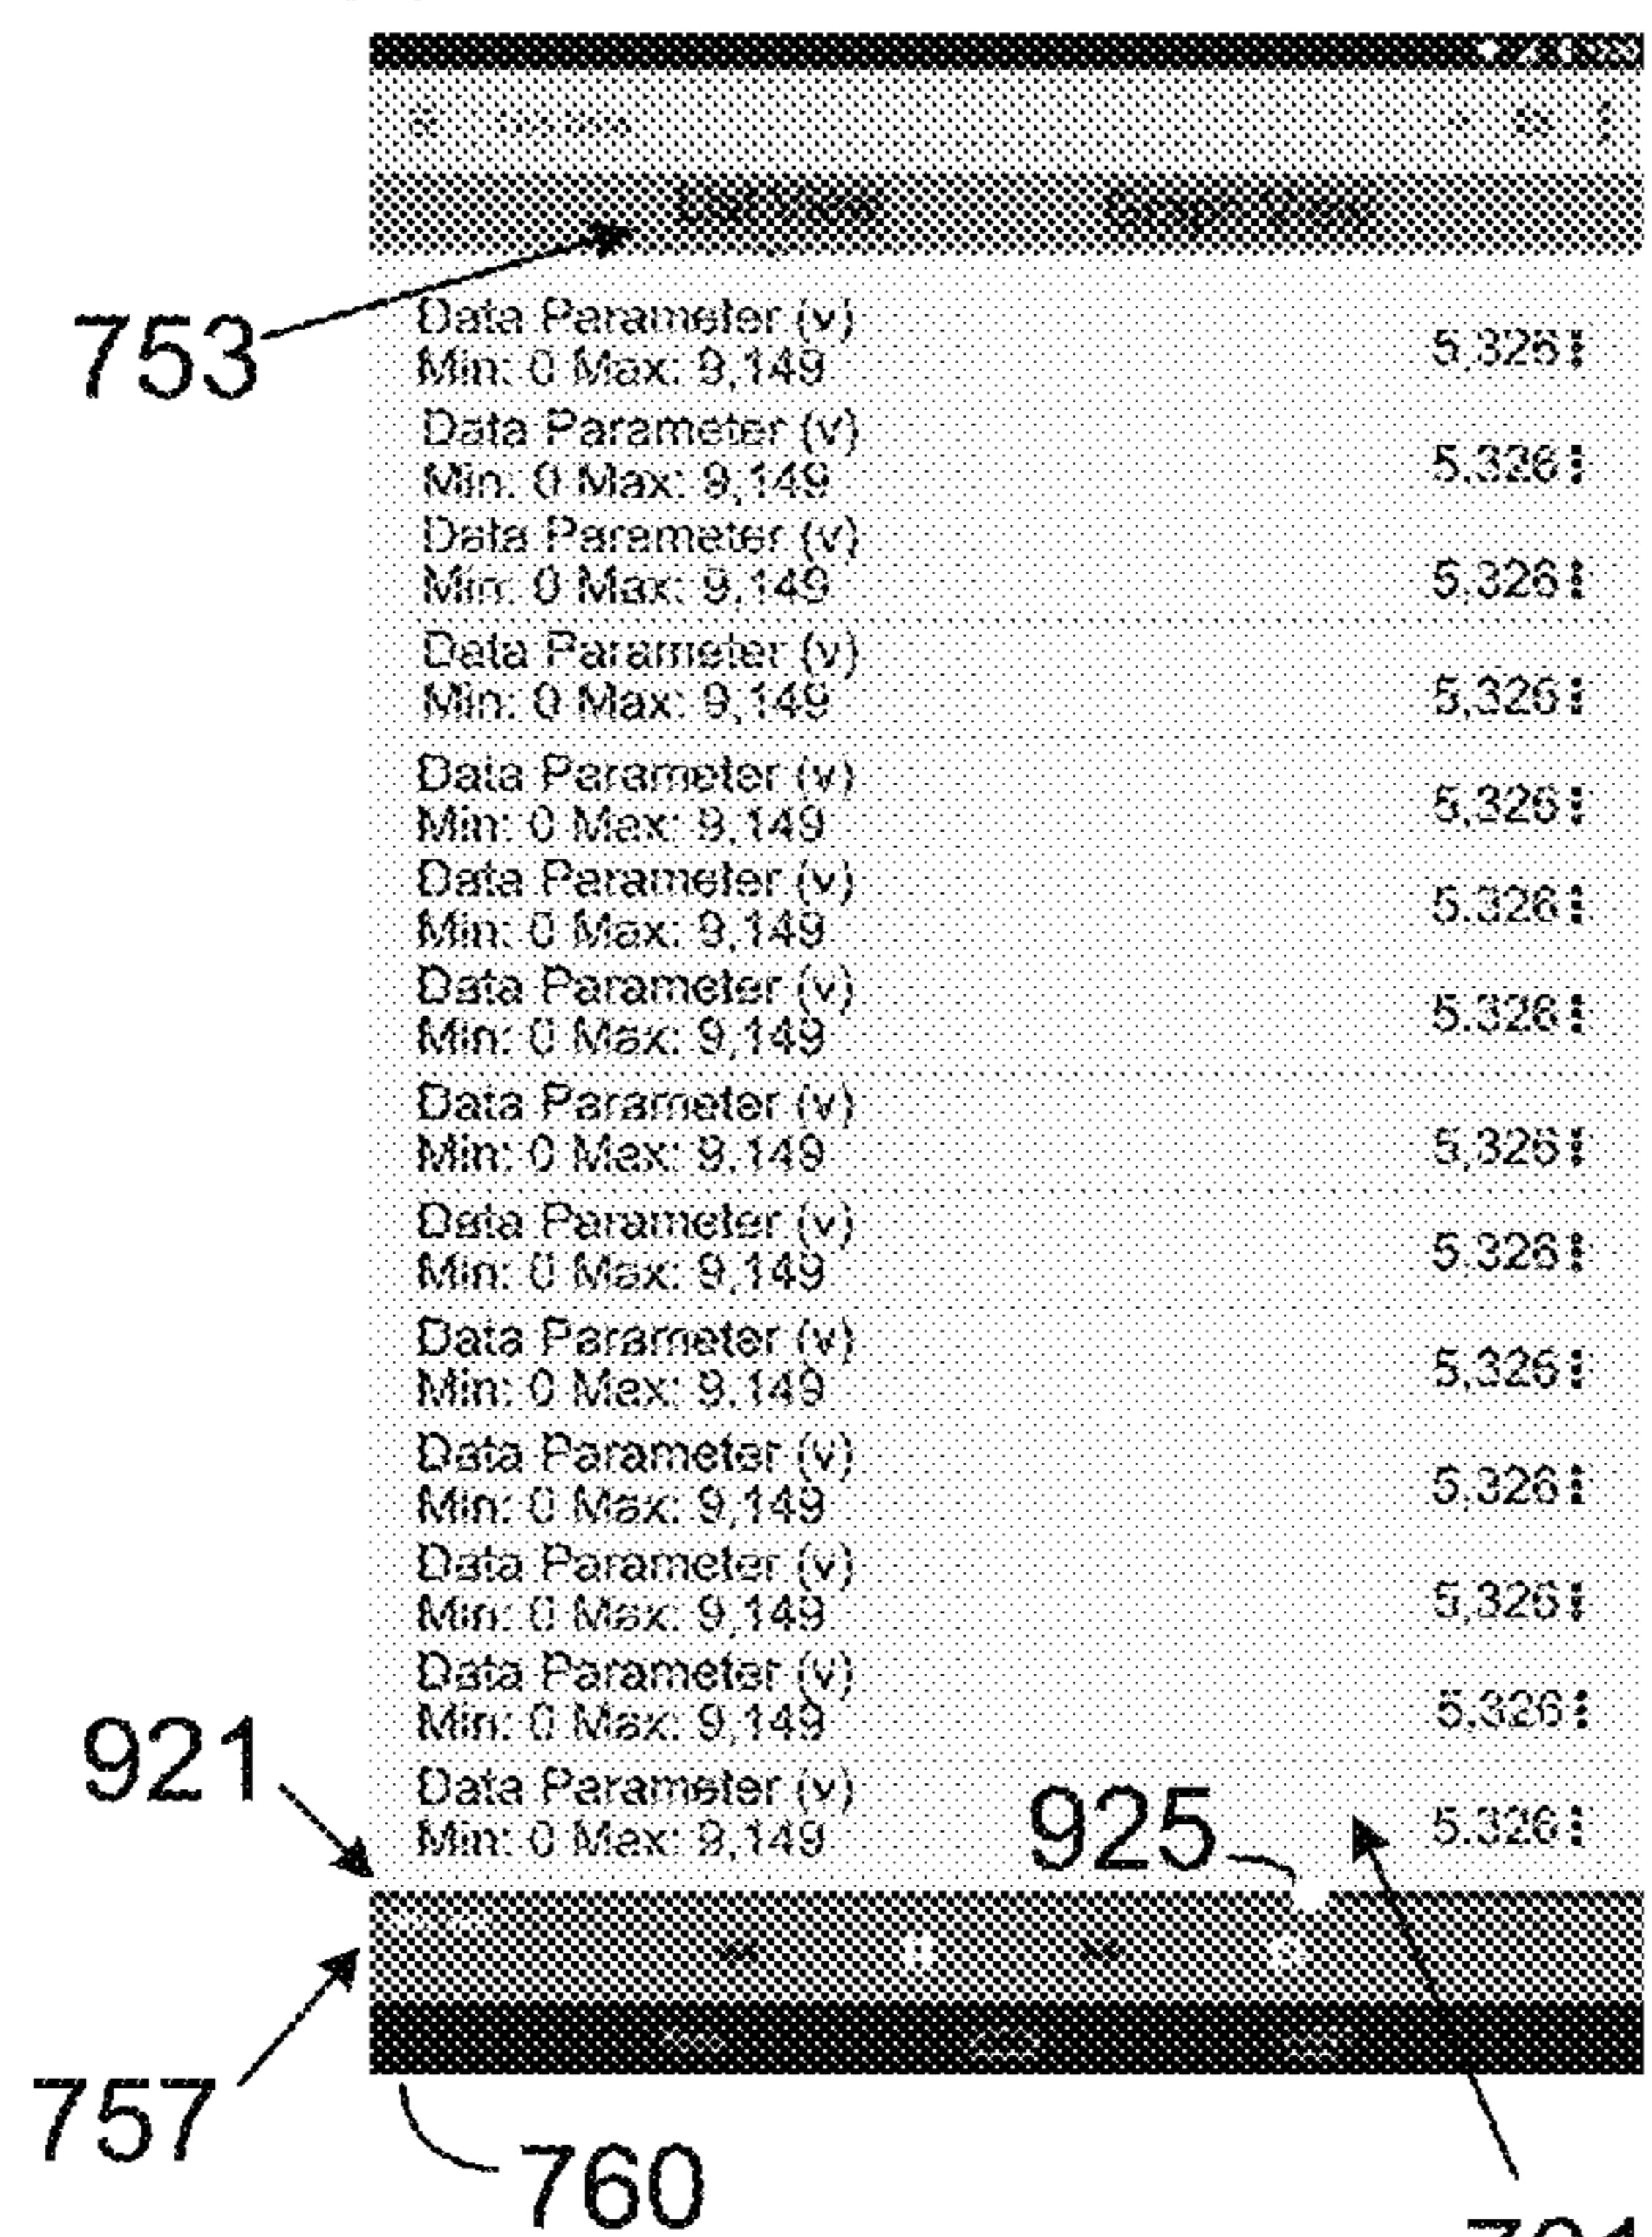 List View Graph View
753
Data Parameter (v)
Min: 0 Max: 9,149
5,326
Data Parameter (v)
Min: 0 Max: 9,149
5,326
Data Parameter (v)
Min: 0 Max: 9,149
5,326
Data Parameter (v)
Min: 0 Max: 9,149
5,326
Data Parameter (v)
Min: 0 Max: 9,149
5,326
Data Parameter (v)
Min: 0 Max: 9,149
5,326
Data Parameter (v)
Min: 0 Max: 9,149
5,326
Data Parameter (v)
Min: 0 Max: 9,149
5,326
Data Parameter (v)
Min: 0 Max: 9,149
5,326
Data Parameter (v)
Min: 0 Max: 9,149
5,326
Data Parameter (v)
Min: 0 Max: 9,149
5,326
Data Parameter (v)
Min: 0 Max: 9,149
5,326
Data Parameter (v)
Min: 0 Max: 9,149
5,326
Data Parameter (v)
Min: 0 Max: 9,149
5,326
921
925
757
760